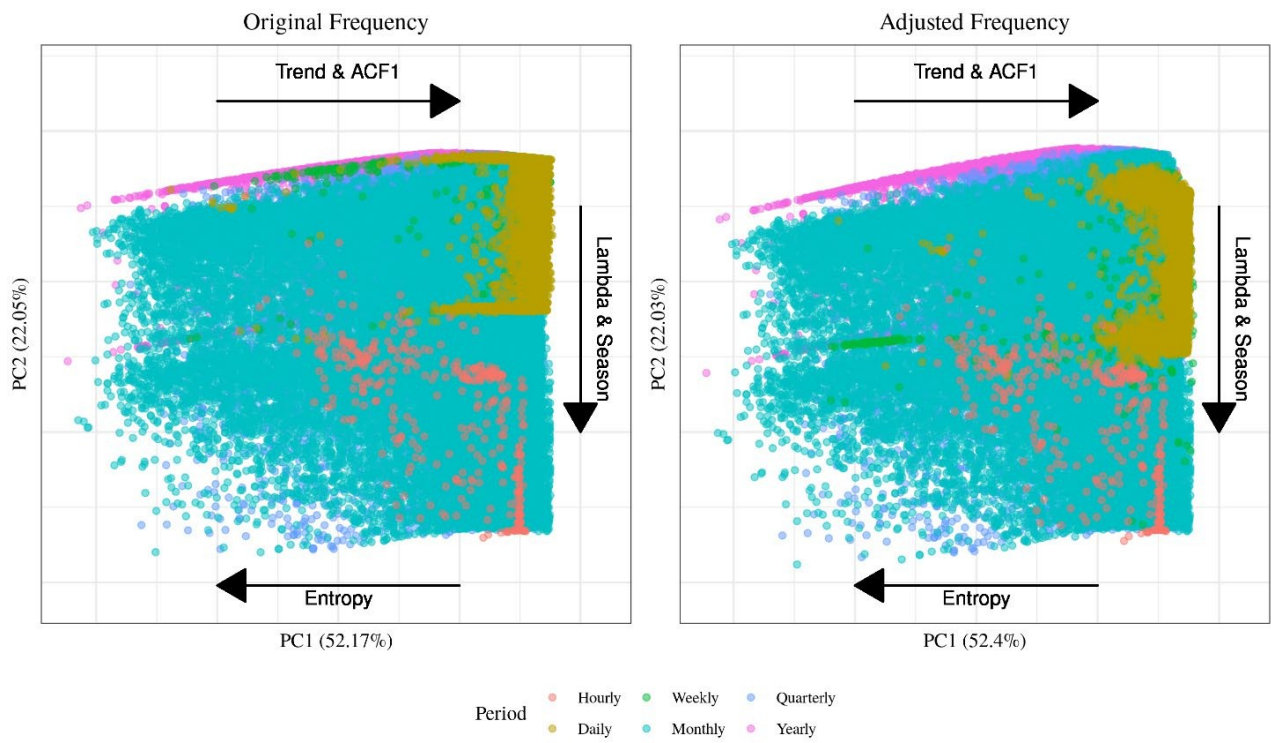 Original Frequency
Adjusted Frequency
Trend & ACF1
Trend & ACF1
PC2 (22.05%)
Lambda & Season
PC2 (22.03%)
Lambda & Season
Entropy
Entropy
PC1 (52.17%)
PC1 (52.4%)
Period
Hourly
Weekly
Quarterly
Daily
Monthly
Yearly